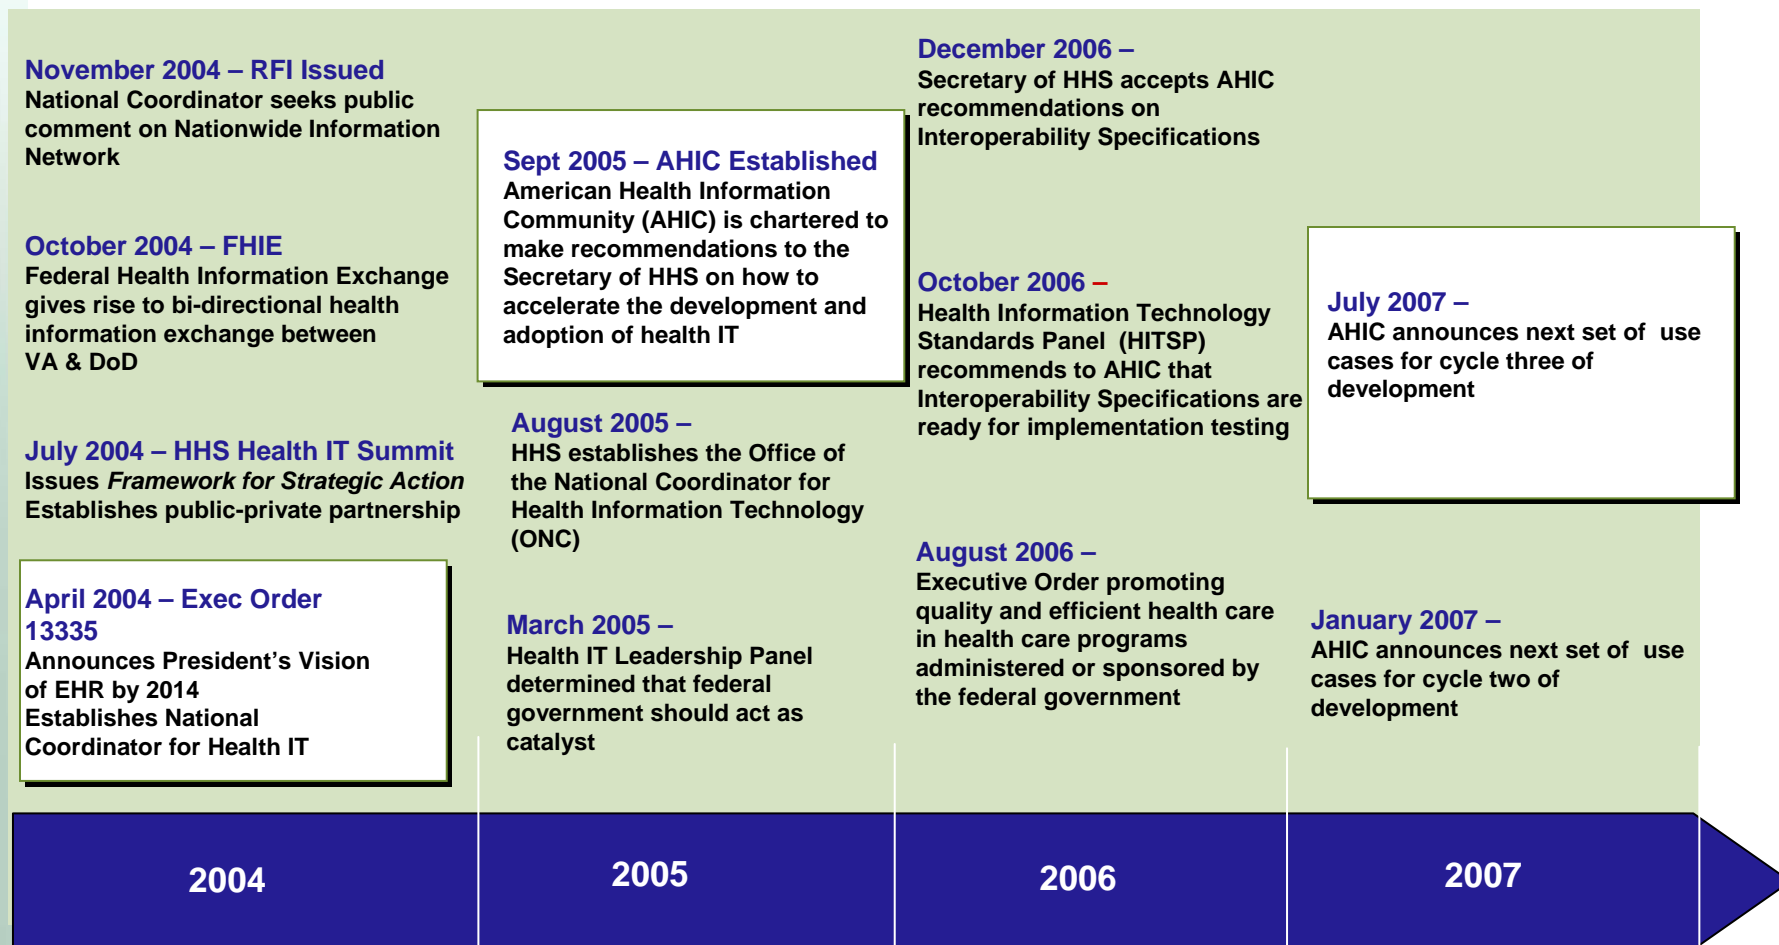 November 2004 – RFI Issued
National Coordinator seeks public
comment on Nationwide Information
Network
October 2004 – FHIE
Federal Health Information Exchange
gives rise to bi-directional health
information exchange between
VA & DoD
July 2004 – HHS Health IT Summit
Issues Framework for Strategic Action
Establishes public-private partnership
April 2004 – Exec Order
13335
Announces President’s Vision
of EHR by 2014
Establishes National
Coordinator for Health IT
Sept 2005 – AHIC Established
American Health Information
Community (AHIC) is chartered to
make recommendations to the
Secretary of HHS on how to
accelerate the development and
adoption of health IT
August 2005 –
HHS establishes the Office of
the National Coordinator for
Health Information Technology
(ONC)
March 2005 –
Health IT Leadership Panel
determined that federal
government should act as
catalyst
December 2006 –
Secretary of HHS accepts AHIC
recommendations on
Interoperability Specifications
October 2006 –
Health Information Technology
Standards Panel (HITSP)
recommends to AHIC that
Interoperability Specifications are
ready for implementation testing
August 2006 –
Executive Order promoting
quality and efficient health care
in health care programs
administered or sponsored by
the federal government
July 2007 –
AHIC announces next set of use
cases for cycle three of
development
January 2007 –
AHIC announces next set of use
cases for cycle two of
development
2004
2005
2006
2007